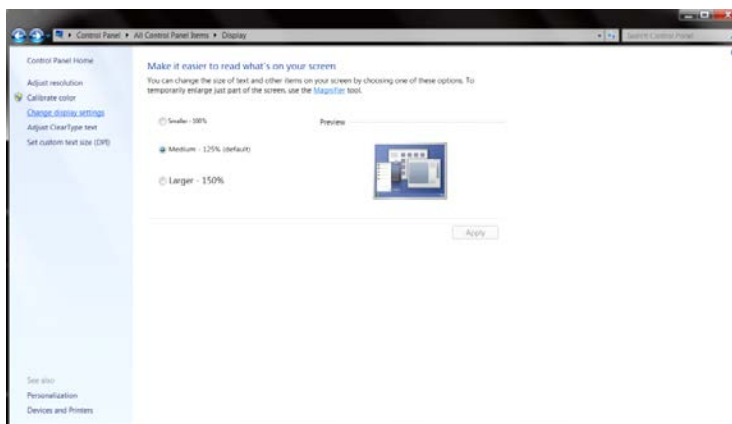 Control Panel ▸ All Control Panel Items ▸ Display
Search Control Panel
Control Panel Home
Adjust resolution
Calibrate color
Change display settings
Adjust ClearType text
Set custom text size (DPI)
See also
Personalization
Devices and Printers
Make it easier to read what's on your screen
You can change the size of text and other items on your screen by choosing one of these options. To
temporarily enlarge just part of the screen, use the Magnifier tool.
Smaller - 100%
Medium - 125% (default)
Larger - 150%
Preview
Apply